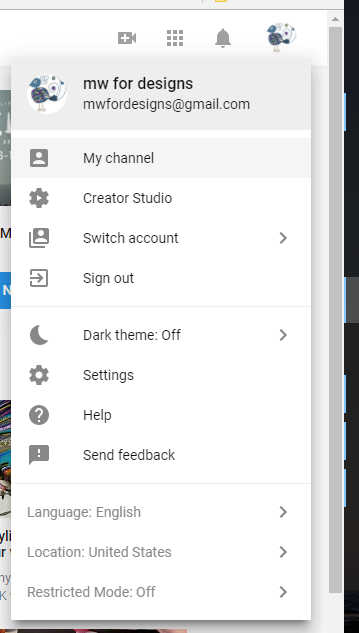 mw for designs
mwfordesigns@gmail.com
My channel
Creator Studio
Switch account
Sign out
Dark theme: Off
Settings
Help
Send feedback
Language: English
Location: United States
Restricted Mode: Off